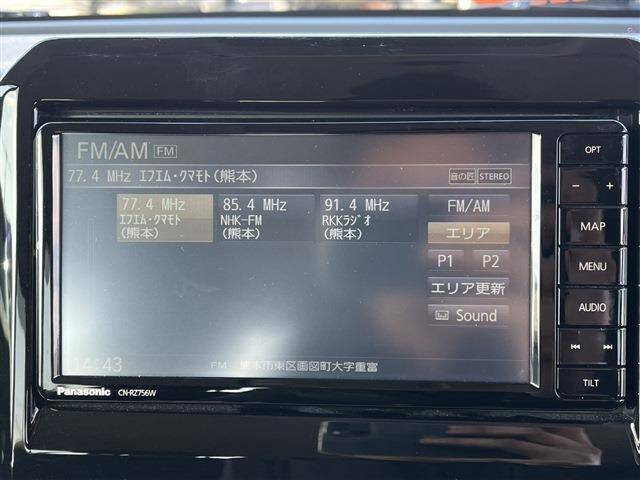 FM/AM FM
77.4 MHz エフエム・クマモト(熊本)
音の匠 STEREO
77.4 MHz
エフエム・クマモト
(熊本)
85.4 MHz
NHK-FM
(熊本)
91.4 MHz
RKKラジオ
(熊本)
FM/AM
エリア
P1 P2
エリア更新
Sound
14:43
FM 熊本市東区画図町大字重富
Panasonic CN-RZ756W
OPT
- +
MAP
MENU
AUDIO
TILT